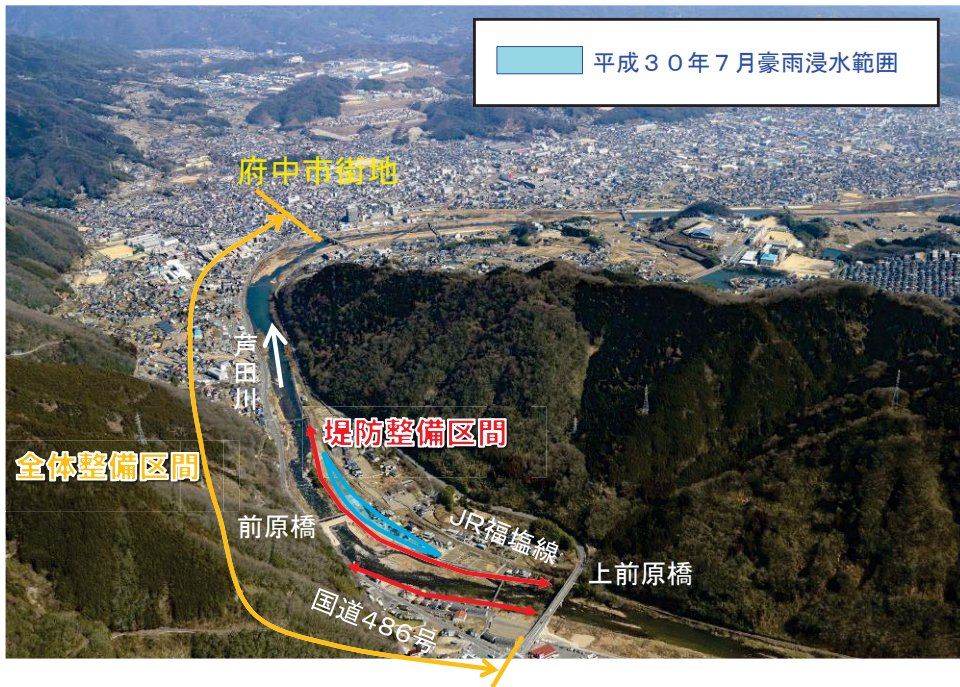 平成３０年７月豪雨浸水範囲
府中市街地
芦田川
堤防整備区間
全体整備区間
前原橋
JR福塩線
上前原橋
国道486号